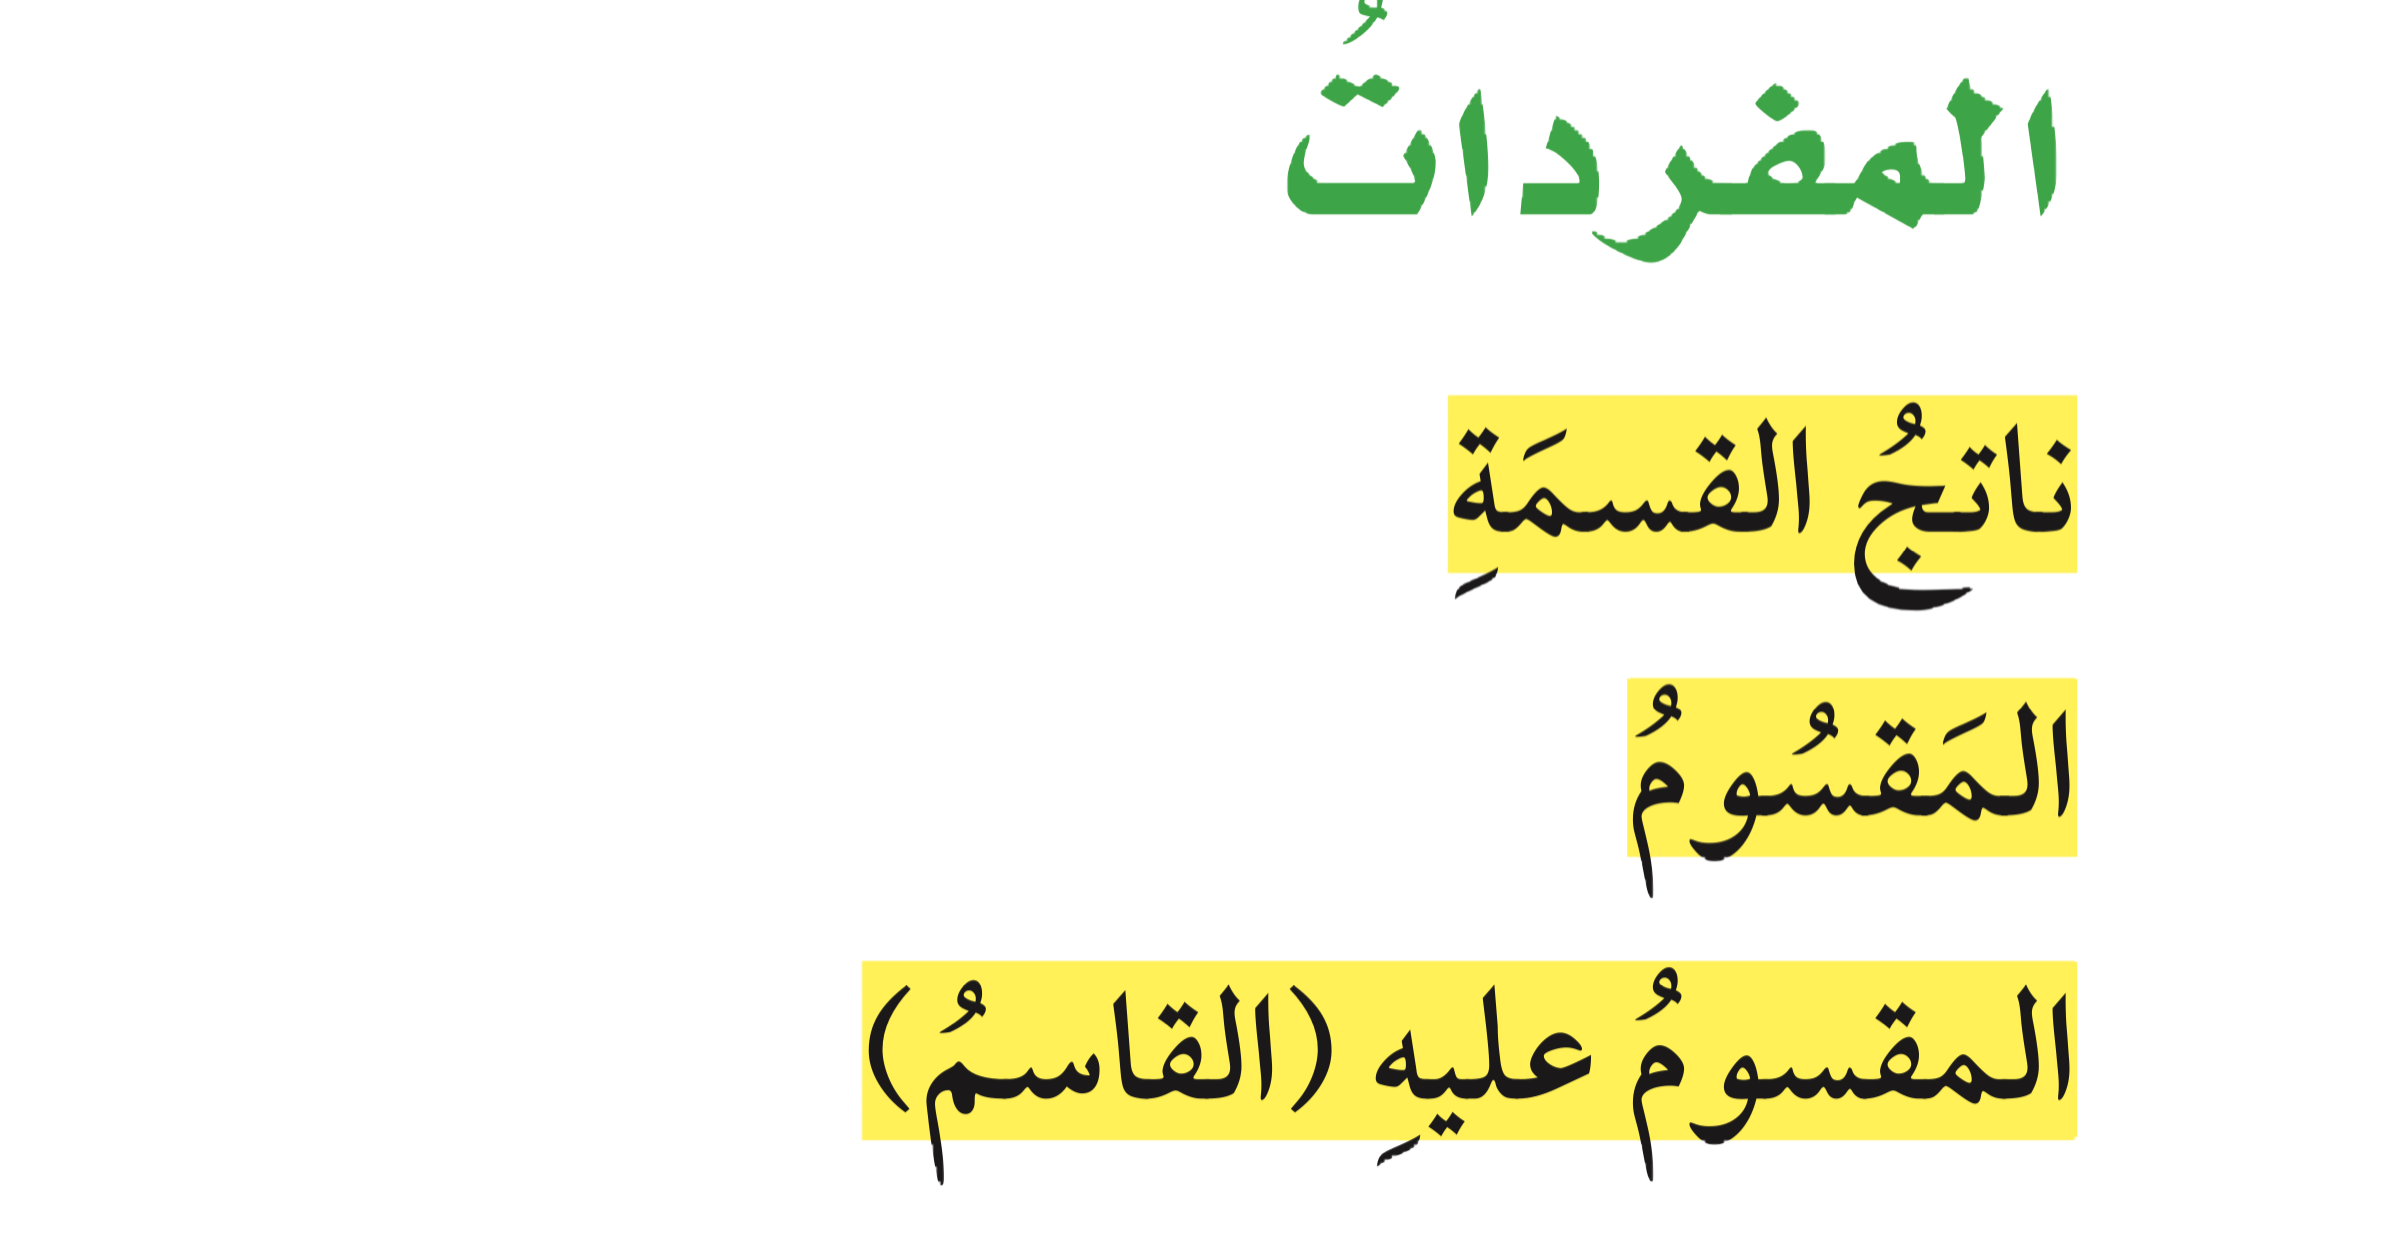 المفرداتُ
ناتجُ القسمَةِ
المَقسُومُ
المقسومُ عليهِ (القاسمُ)